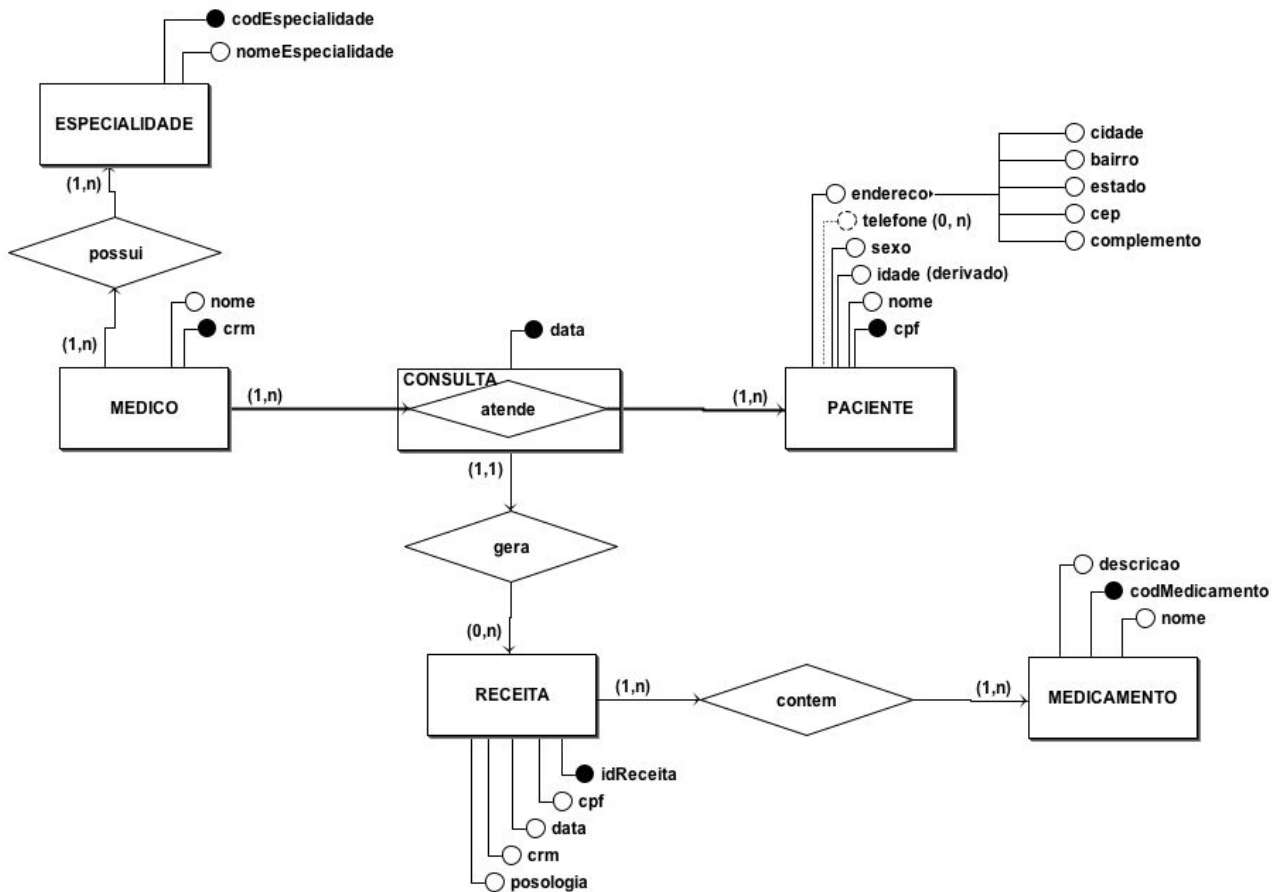 codEspecialidade
nomeEspecialidade
ESPECIALIDADE
(1,n)
possui
(1,n)
nome
crm
MEDICO
(1,n)
data
CONSULTA
atende
(1,n)
cidade
bairro
estado
cep
complemento
endereco
telefone (0, n)
sexo
idade (derivado)
nome
cpf
PACIENTE
(1,1)
gera
(0,n)
RECEITA
(1,n)
contem
(1,n)
descricao
codMedicamento
nome
MEDICAMENTO
idReceita
cpf
data
crm
posologia